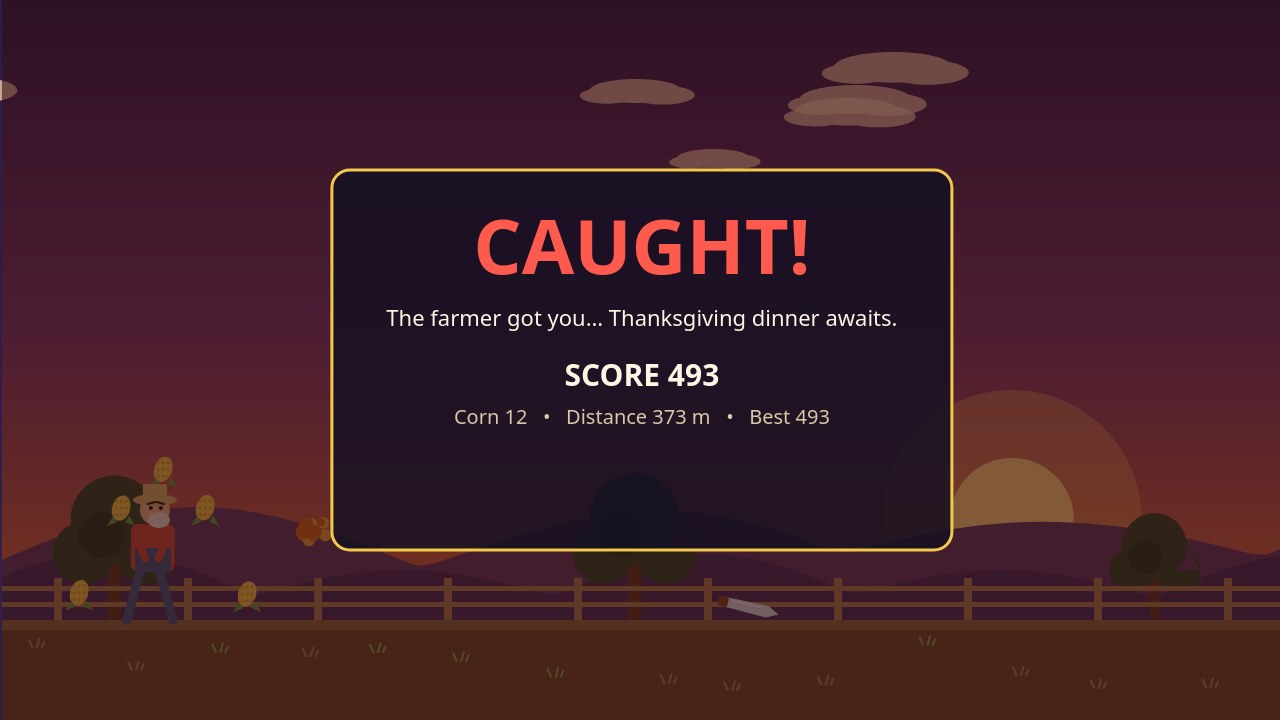 CAUGHT!
The farmer got you... Thanksgiving dinner awaits.
SCORE 493
Corn 12 • Distance 373 m • Best 493